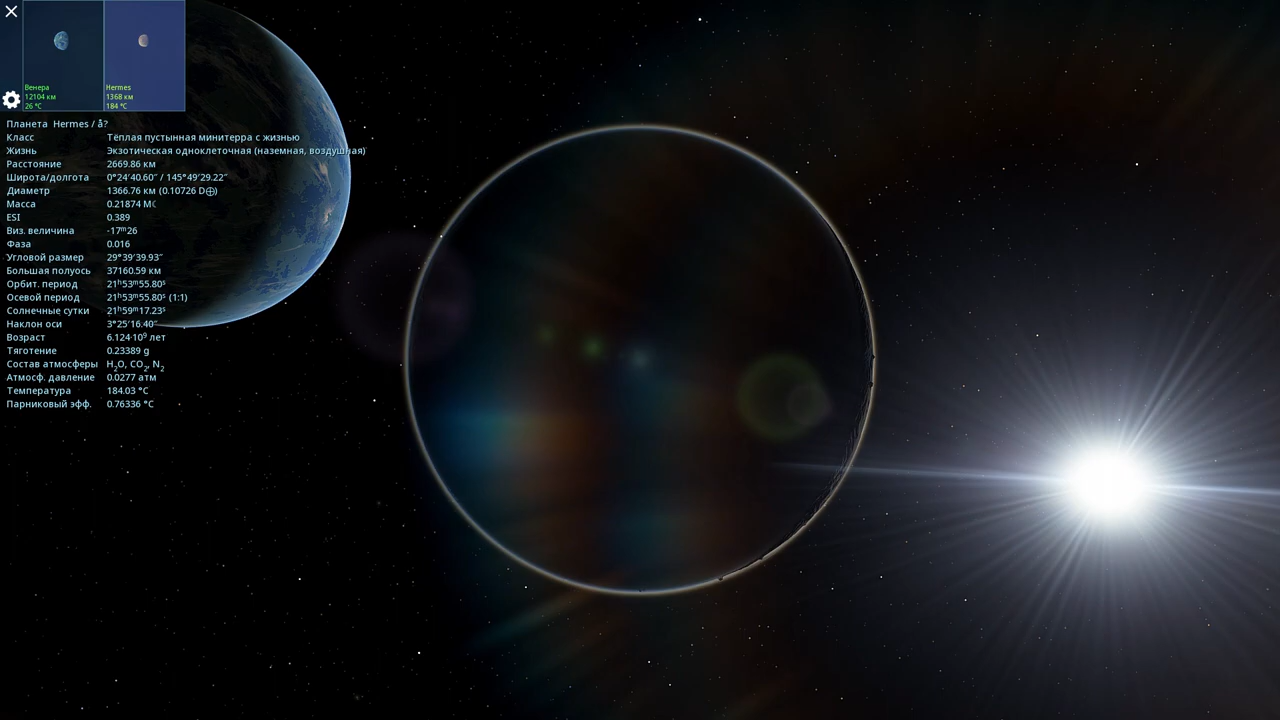 Венера
12104 км
26 °C
Hermes
1368 км
184 °C
Планета Hermes / å?
Класс Тёплая пустынная минитерра с жизнью
Жизнь Экзотическая одноклеточная (наземная, воздушная)
Расстояние 2669.86 км
Широта/долгота 0°24′40.60″ / 145°49′29.22″
Диаметр 1366.76 км (0.10726 D⊕)
Масса 0.21874 M☾
ESI 0.389
Виз. величина -17ᵐ26
Фаза 0.016
Угловой размер 29°39′39.93″
Большая полуось 37160.59 км
Орбит. период 21ʰ53ᵐ55.80ˢ
Осевой период 21ʰ53ᵐ55.80ˢ (1:1)
Солнечные сутки 21ʰ59ᵐ17.23ˢ
Наклон оси 3°25′16.40″
Возраст 6.124·10⁹ лет
Тяготение 0.23389 g
Состав атмосферы H₂O, CO₂, N₂
Атмосф. давление 0.0277 атм
Температура 184.03 °C
Парниковый эфф. 0.76336 °C